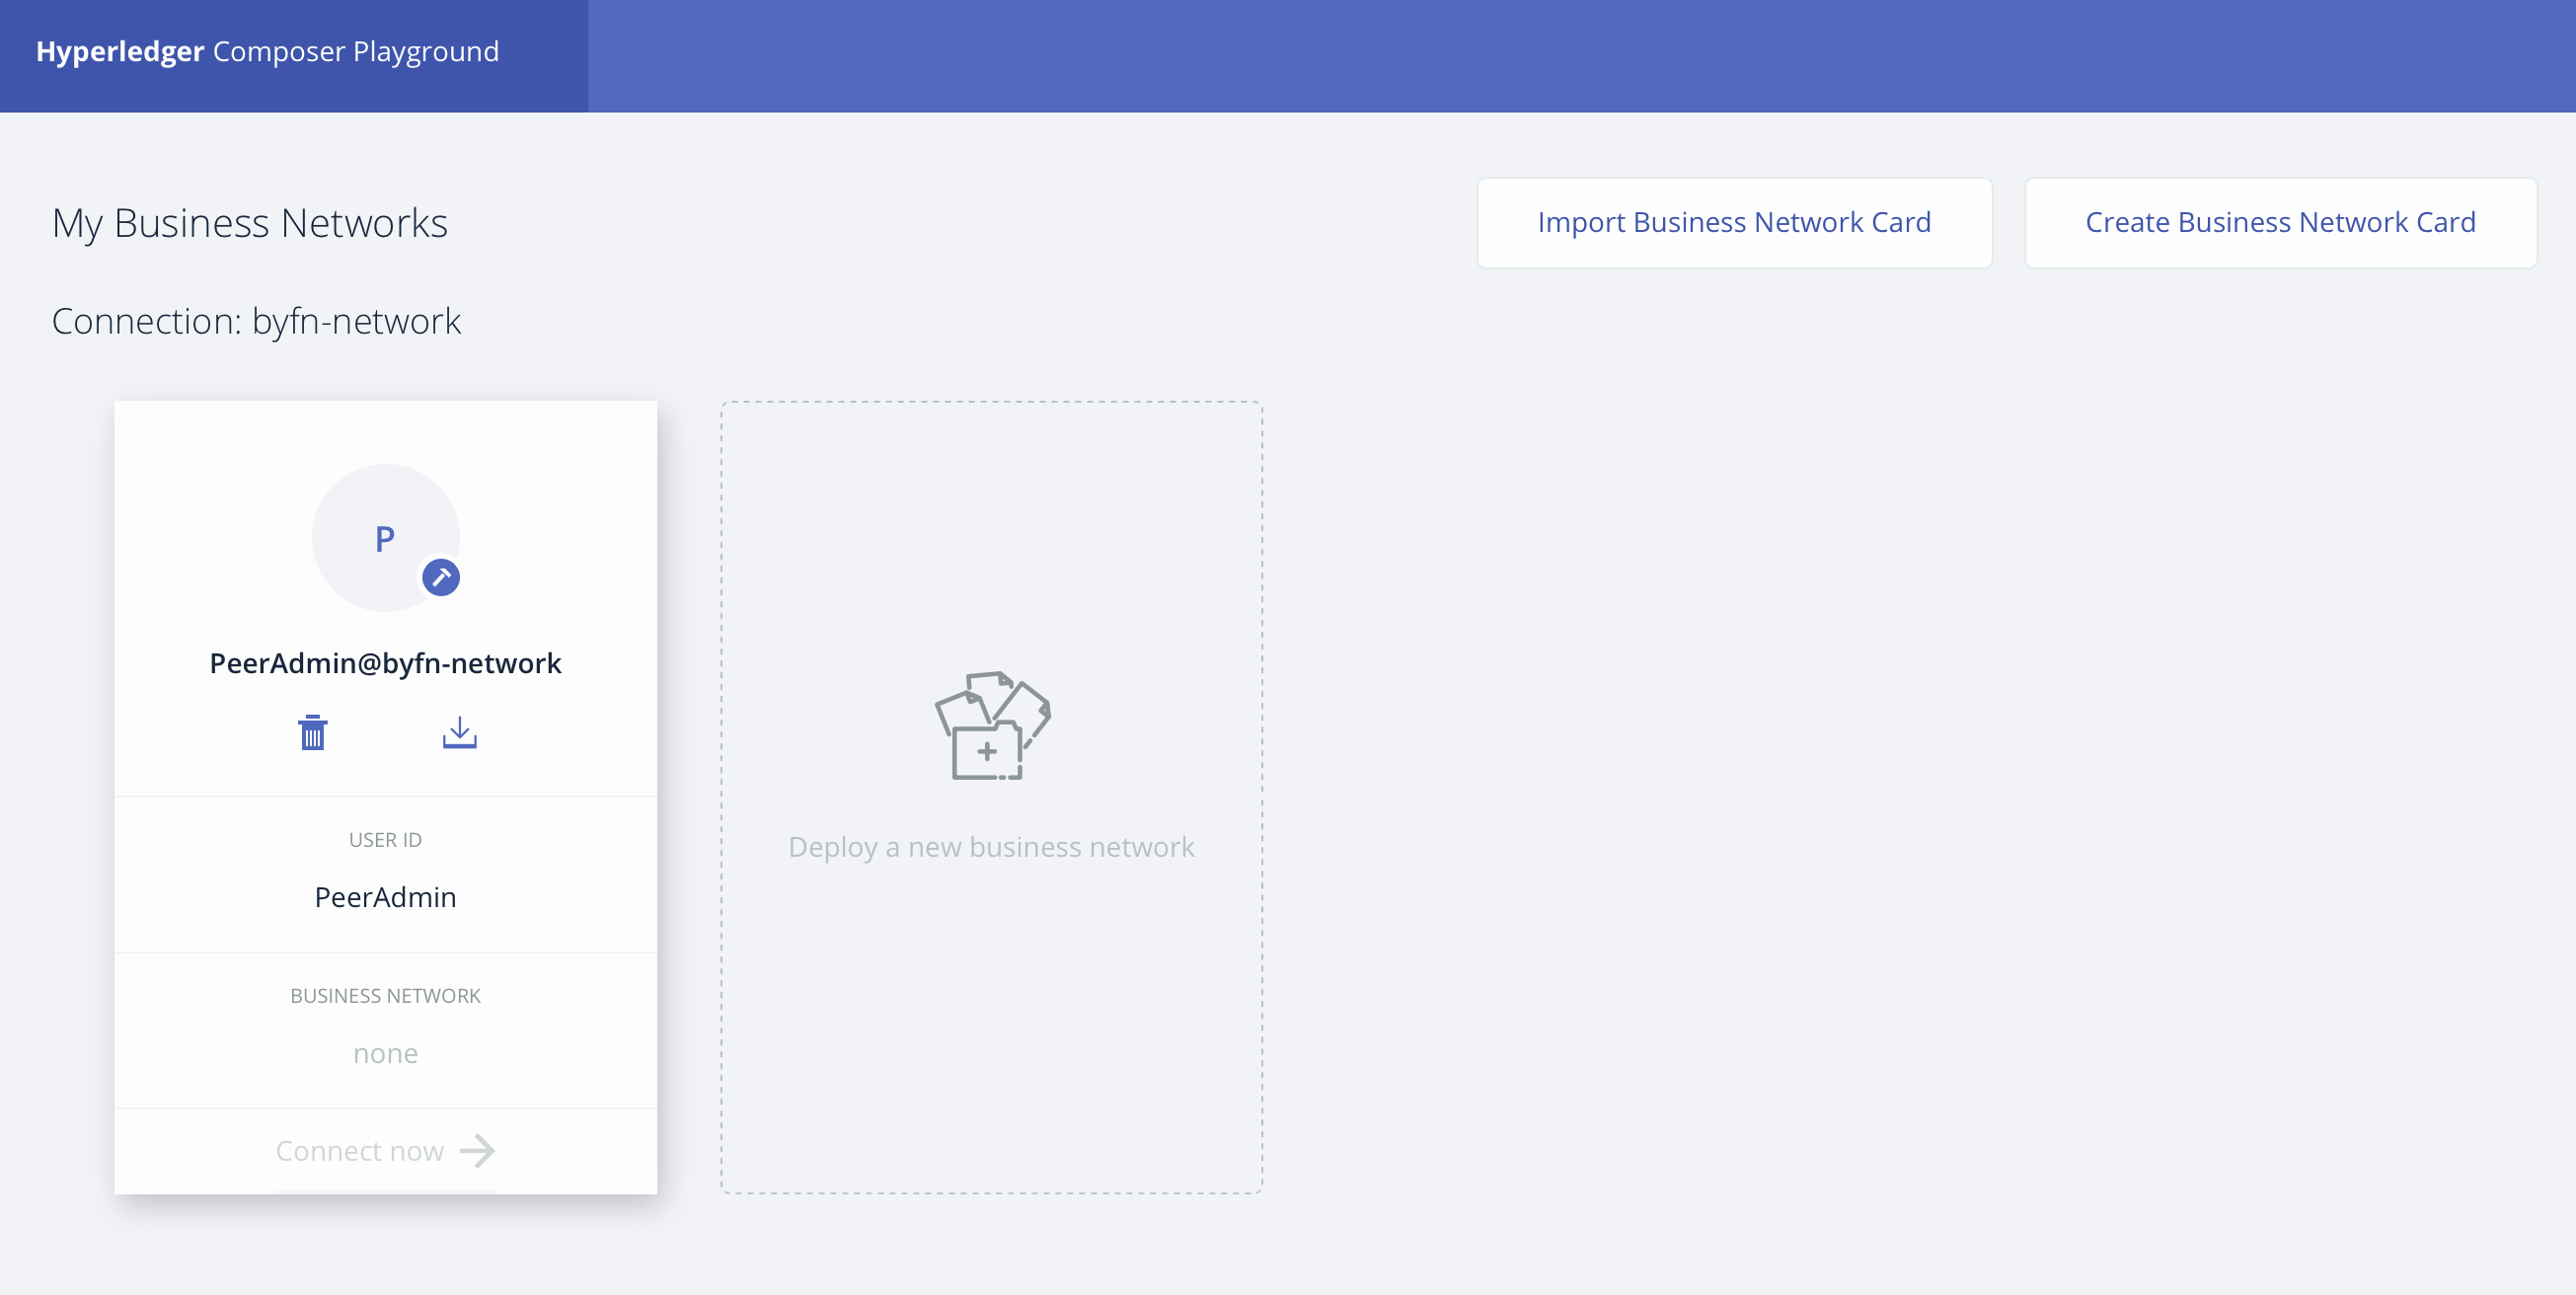 Hyperledger Composer Playground
My Business Networks
Import Business Network Card
Create Business Network Card
Connection: byfn-network
P
PeerAdmin@byfn-network
USER ID
PeerAdmin
BUSINESS NETWORK
none
Connect now
Deploy a new business network